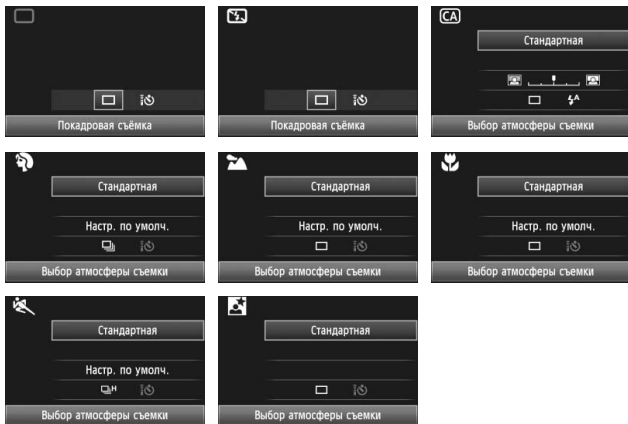 Покадровая съёмка
Покадровая съёмка
CA
Стандартная
A
Выбор атмосферы съемки
Стандартная
Настр. по умолч.
Выбор атмосферы съемки
Стандартная
Настр. по умолч.
Выбор атмосферы съемки
Стандартная
Настр. по умолч.
Выбор атмосферы съемки
Стандартная
Настр. по умолч.
H
Выбор атмосферы съемки
Стандартная
Выбор атмосферы съемки